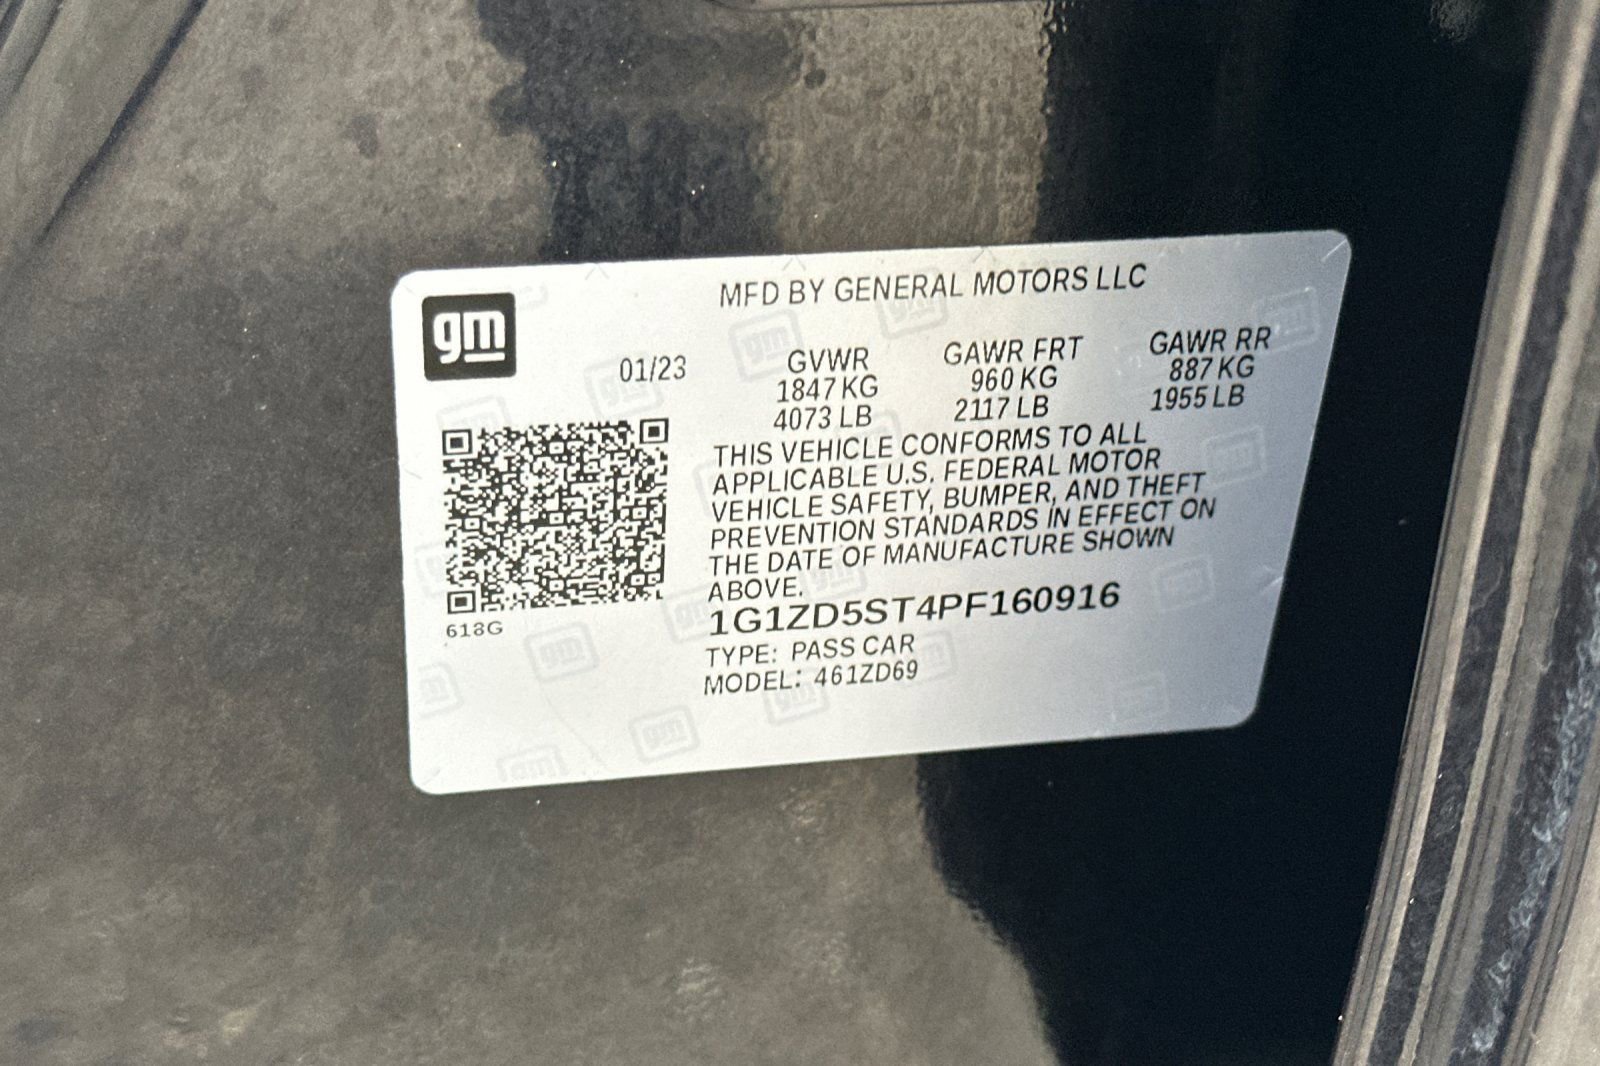 gm
MFD BY GENERAL MOTORS LLC
01/23
GVWR GAWR FRT GAWR RR
1847 KG 960 KG 887 KG
4073 LB 2117 LB 1955 LB
THIS VEHICLE CONFORMS TO ALL
APPLICABLE U.S. FEDERAL MOTOR
VEHICLE SAFETY, BUMPER, AND THEFT
PREVENTION STANDARDS IN EFFECT ON
THE DATE OF MANUFACTURE SHOWN
ABOVE.
1G1ZD5ST4PF160916
618G
TYPE: PASS CAR
MODEL: 461ZD69